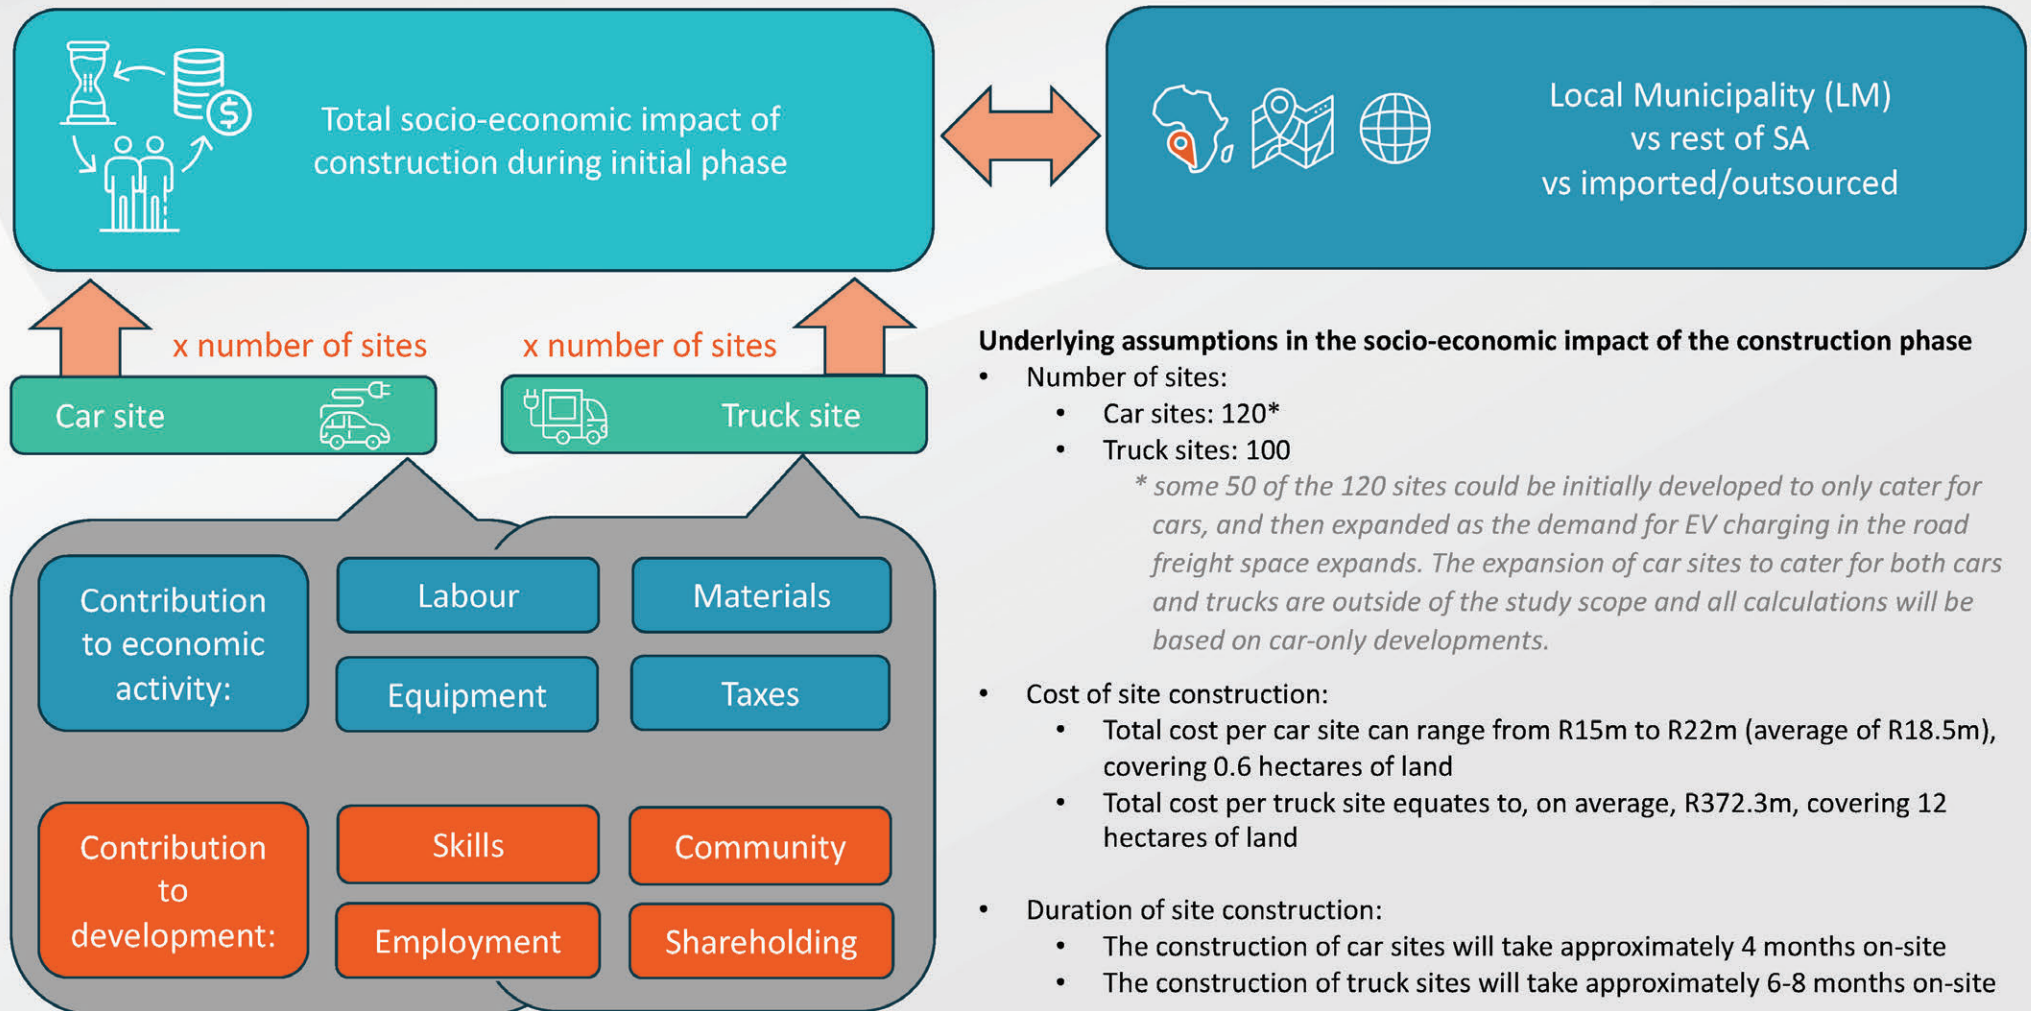 Total socio-economic impact of
construction during initial phase
Local Municipality (LM)
vs rest of SA
vs imported/outsourced
x number of sites
x number of sites
Car site
Truck site
Contribution
to economic
activity:
Labour
Materials
Equipment
Taxes
Contribution
to
development:
Skills
Community
Employment
Shareholding
Underlying assumptions in the socio-economic impact of the construction phase
• Number of sites:
• Car sites: 120*
• Truck sites: 100
* some 50 of the 120 sites could be initially developed to only cater for
cars, and then expanded as the demand for EV charging in the road
freight space expands. The expansion of car sites to cater for both cars
and trucks are outside of the study scope and all calculations will be
based on car-only developments.
• Cost of site construction:
• Total cost per car site can range from R15m to R22m (average of R18.5m),
covering 0.6 hectares of land
• Total cost per truck site equates to, on average, R372.3m, covering 12
hectares of land
• Duration of site construction:
• The construction of car sites will take approximately 4 months on-site
• The construction of truck sites will take approximately 6-8 months on-site